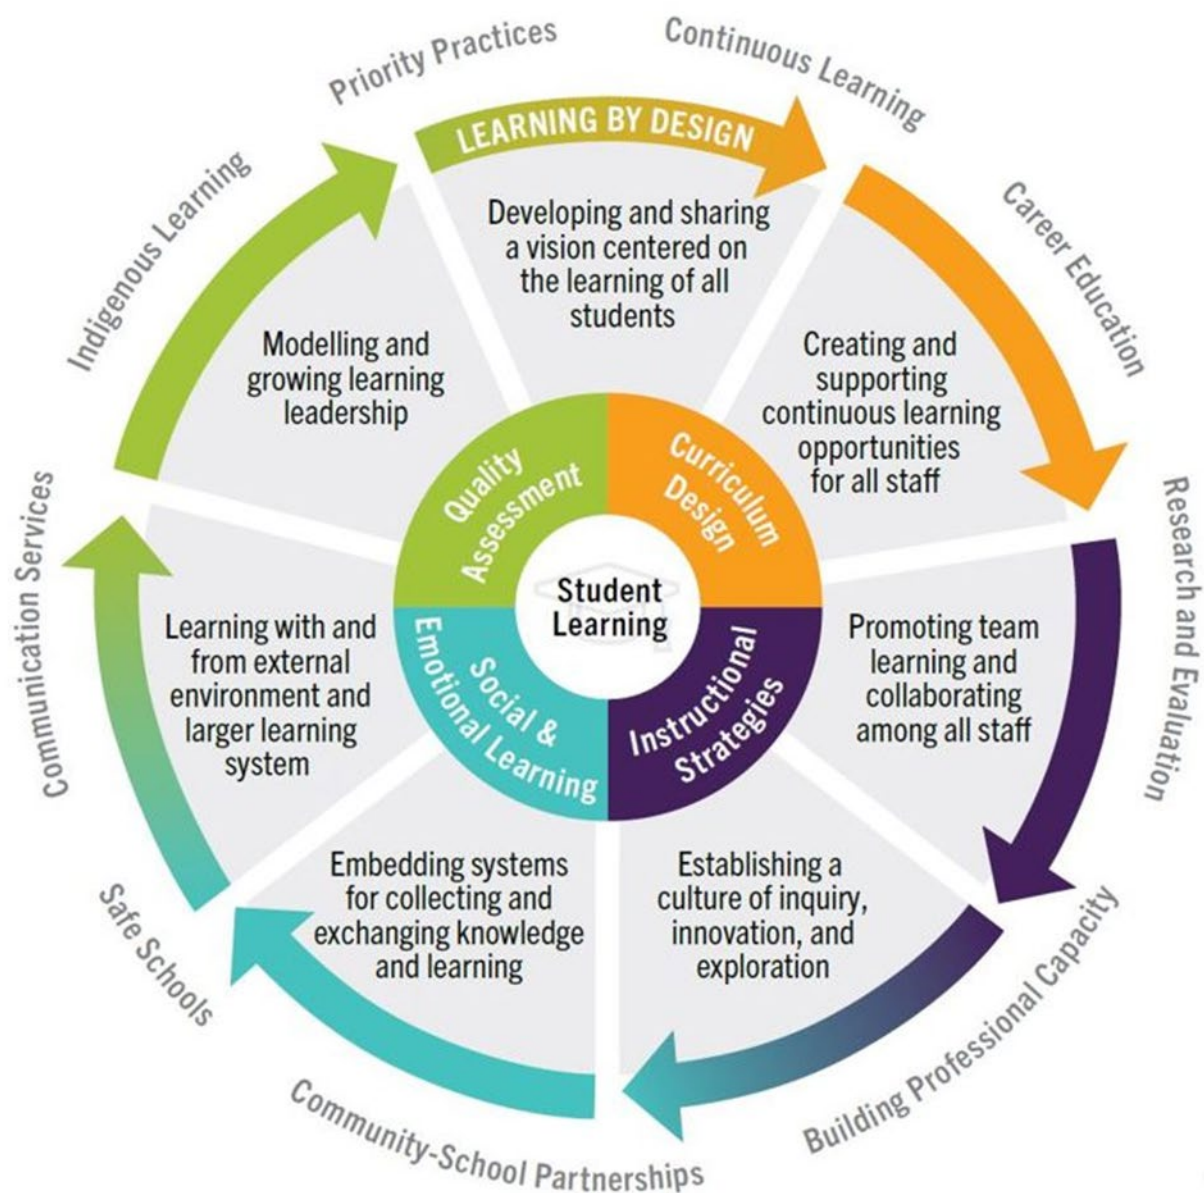 Priority Practices
Continuous Learning
Career Education
Research and Evaluation
Building Professional Capacity
Community-School Partnerships
Safe Schools
Communication Services
Indigenous Learning
LEARNING BY DESIGN
Developing and sharing
a vision centered on
the learning of all
students
Creating and
supporting
continuous learning
opportunities
for all staff
Promoting team
learning and
collaborating
among all staff
Establishing a
culture of inquiry,
innovation, and
exploration
Embedding systems
for collecting and
exchanging knowledge
and learning
Learning with and
from external
environment and
larger learning
system
Modelling and
growing learning
leadership
Quality
Assessment
Curriculum
Design
Instructional
Strategies
Social &
Emotional Learning
Student
Learning